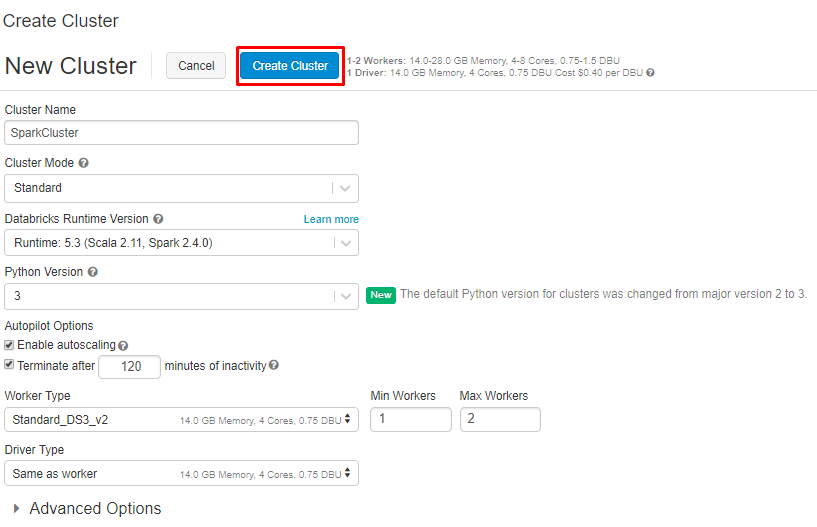 Create Cluster
New Cluster
Cancel
Create Cluster
1-2 Workers: 14.0-28.0 GB Memory, 4-8 Cores, 0.75-1.5 DBU
1 Driver: 14.0 GB Memory, 4 Cores, 0.75 DBU Cost $0.40 per DBU ?
Cluster Name
SparkCluster
Cluster Mode ?
Standard
Databricks Runtime Version ? Learn more
Runtime: 5.3 (Scala 2.11, Spark 2.4.0)
Python Version ?
3
New The default Python version for clusters was changed from major version 2 to 3.
Autopilot Options
Enable autoscaling ?
Terminate after 120 minutes of inactivity ?
Worker Type Min Workers Max Workers
Standard_DS3_v2 14.0 GB Memory, 4 Cores, 0.75 DBU 1 2
Driver Type
Same as worker 14.0 GB Memory, 4 Cores, 0.75 DBU
Advanced Options